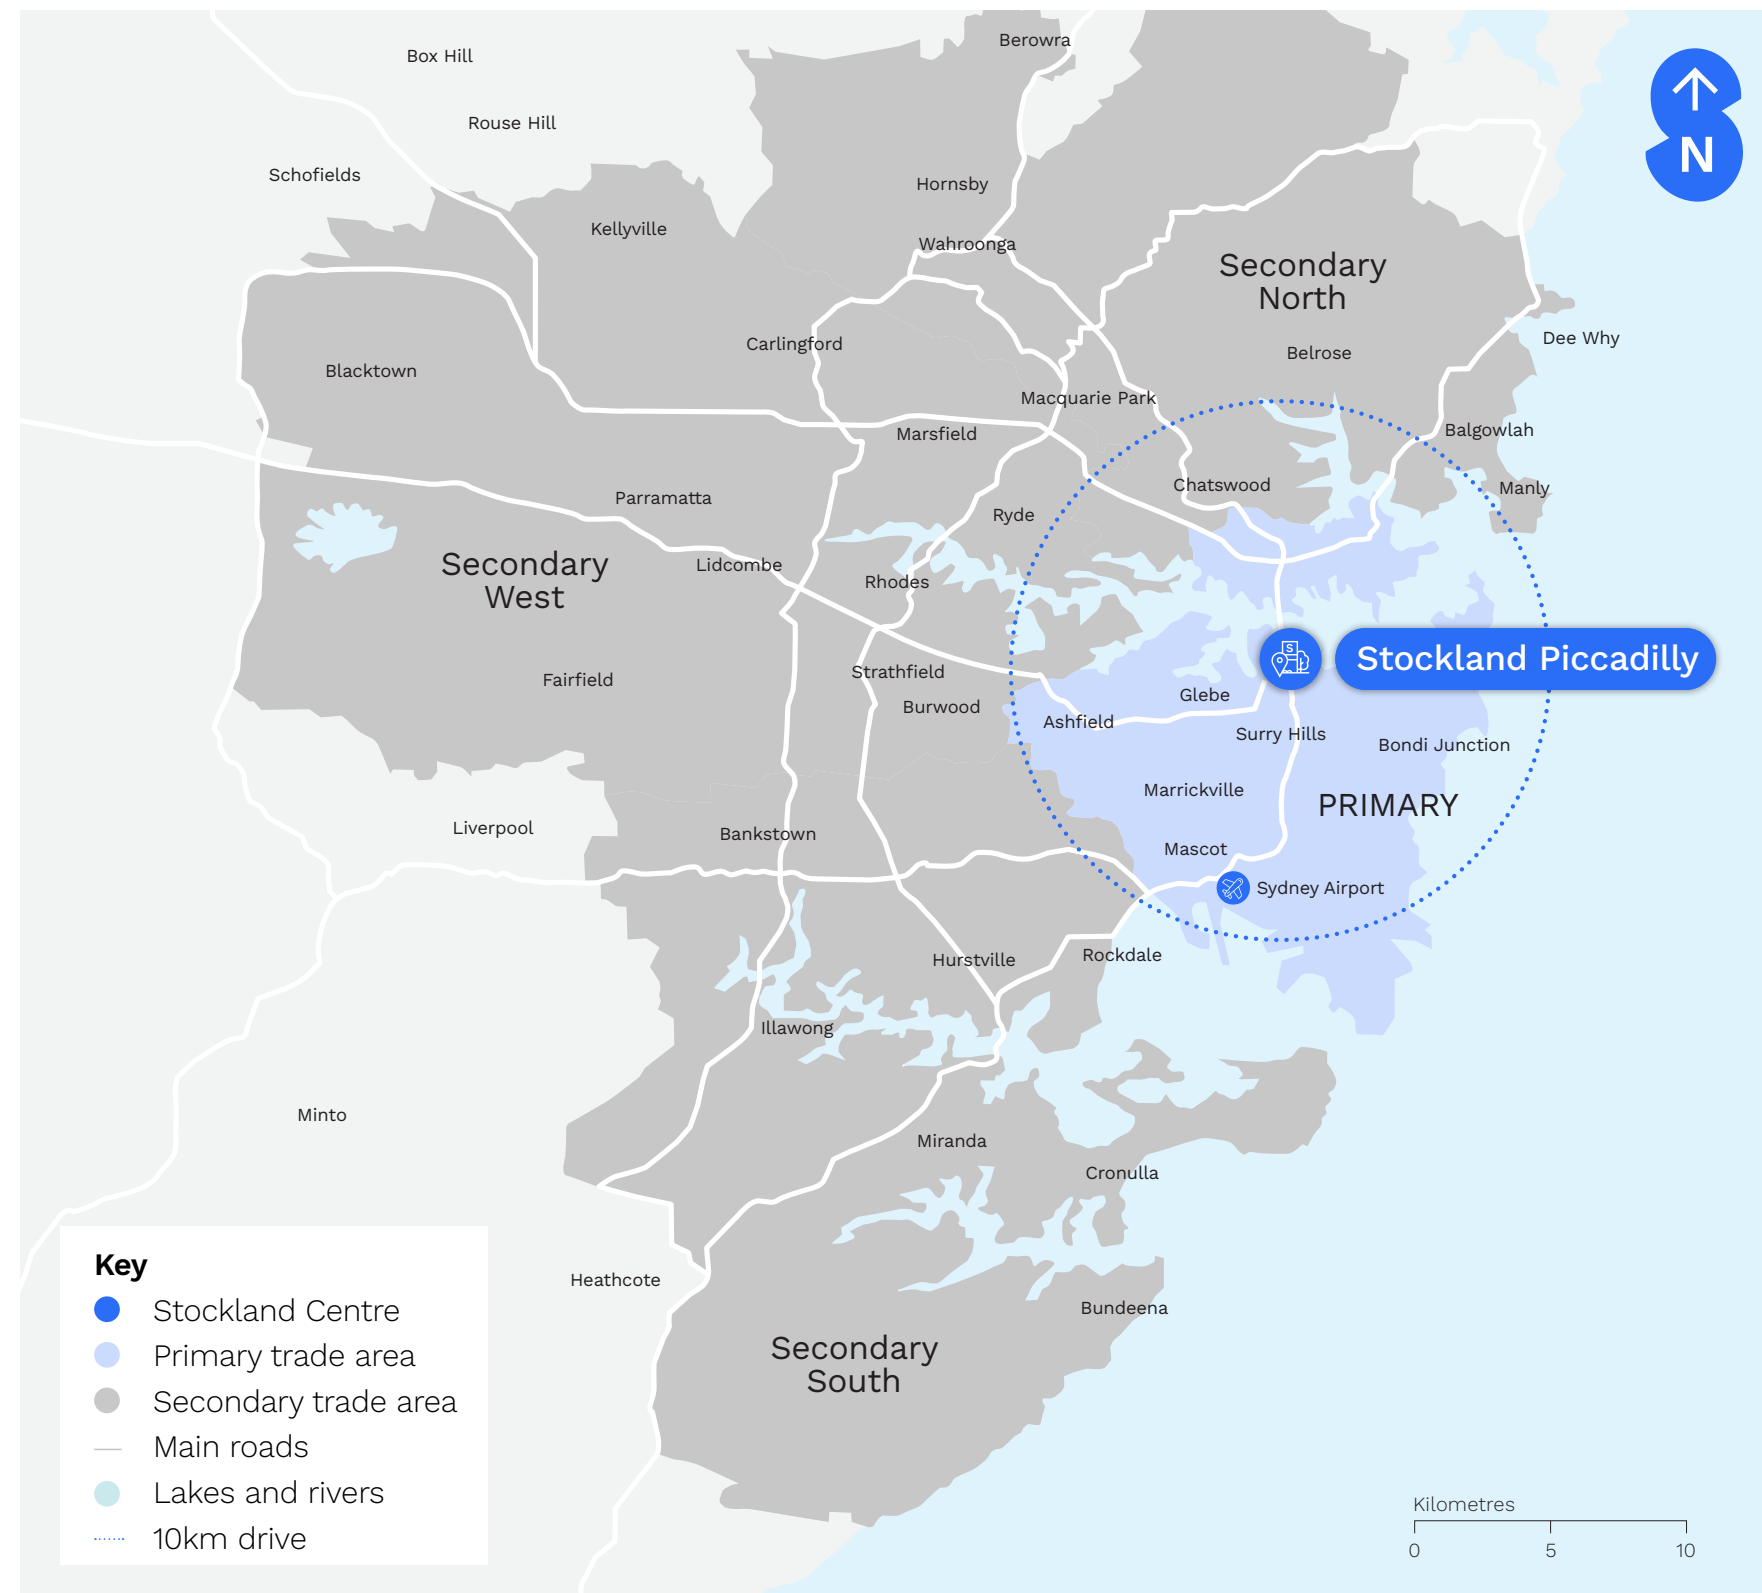 Berowra
Box Hill
Rouse Hill
Schofields
Hornsby
N
Kellyville
Wahroonga
Secondary
North
Carlingford
Dee Why
Belrose
Blacktown
Macquarie Park
Marsfield
Balgowlah
Chatswood
Manly
Parramatta
Ryde
Secondary
West
Lidcombe
Rhodes
S
Stockland Piccadilly
Strathfield
Fairfield
Glebe
Burwood
Ashfield
Surry Hills
Bondi Junction
Marrickville
PRIMARY
Liverpool
Bankstown
Mascot
Sydney Airport
Hurstville
Rockdale
Illawong
Minto
Miranda
Cronulla
Heathcote
Bundeena
Secondary
South
Key
Stockland Centre
Primary trade area
Secondary trade area
Main roads
Lakes and rivers
10km drive
Kilometres
0 5 10